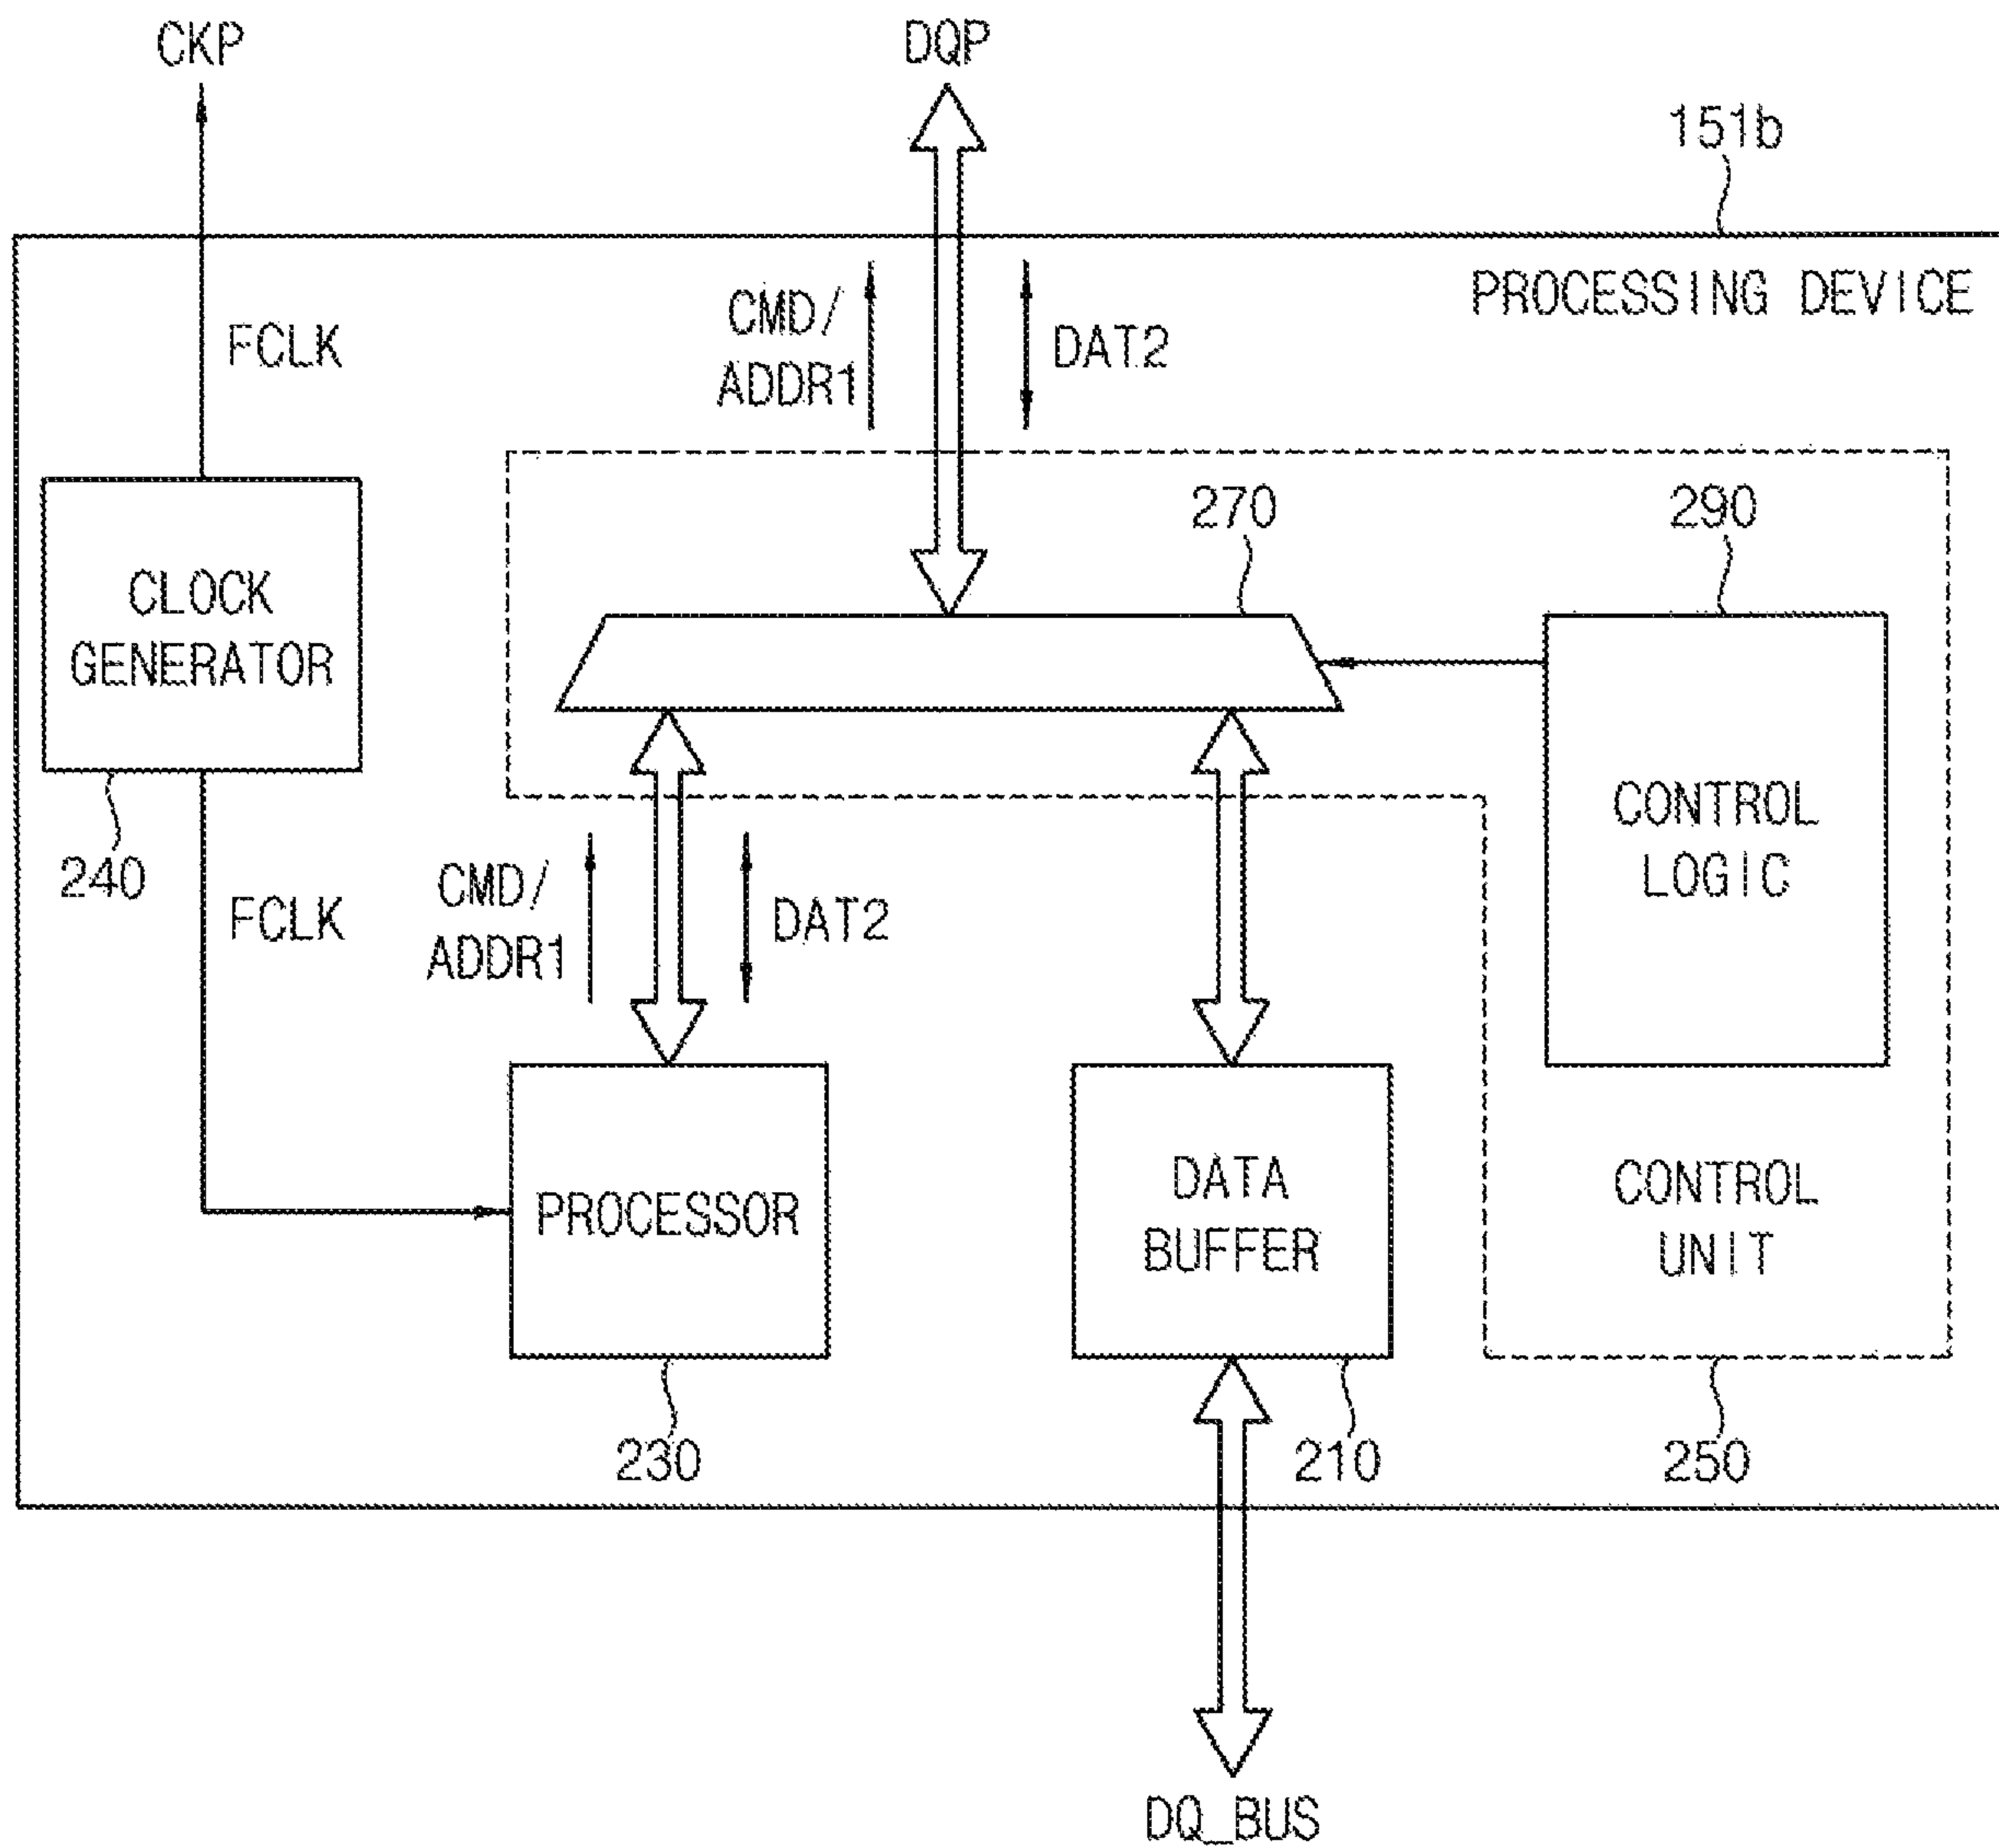 CKP
DQP
151b
PROCESSING DEVICE
FCLK
CMD/
ADDR1
DAT2
270
290
CLOCK
GENERATOR
240
CONTROL
LOGIC
FCLK
CMD/
ADDR1
DAT2
PROCESSOR
DATA
BUFFER
CONTROL
UNIT
230
210
250
DQ_BUS